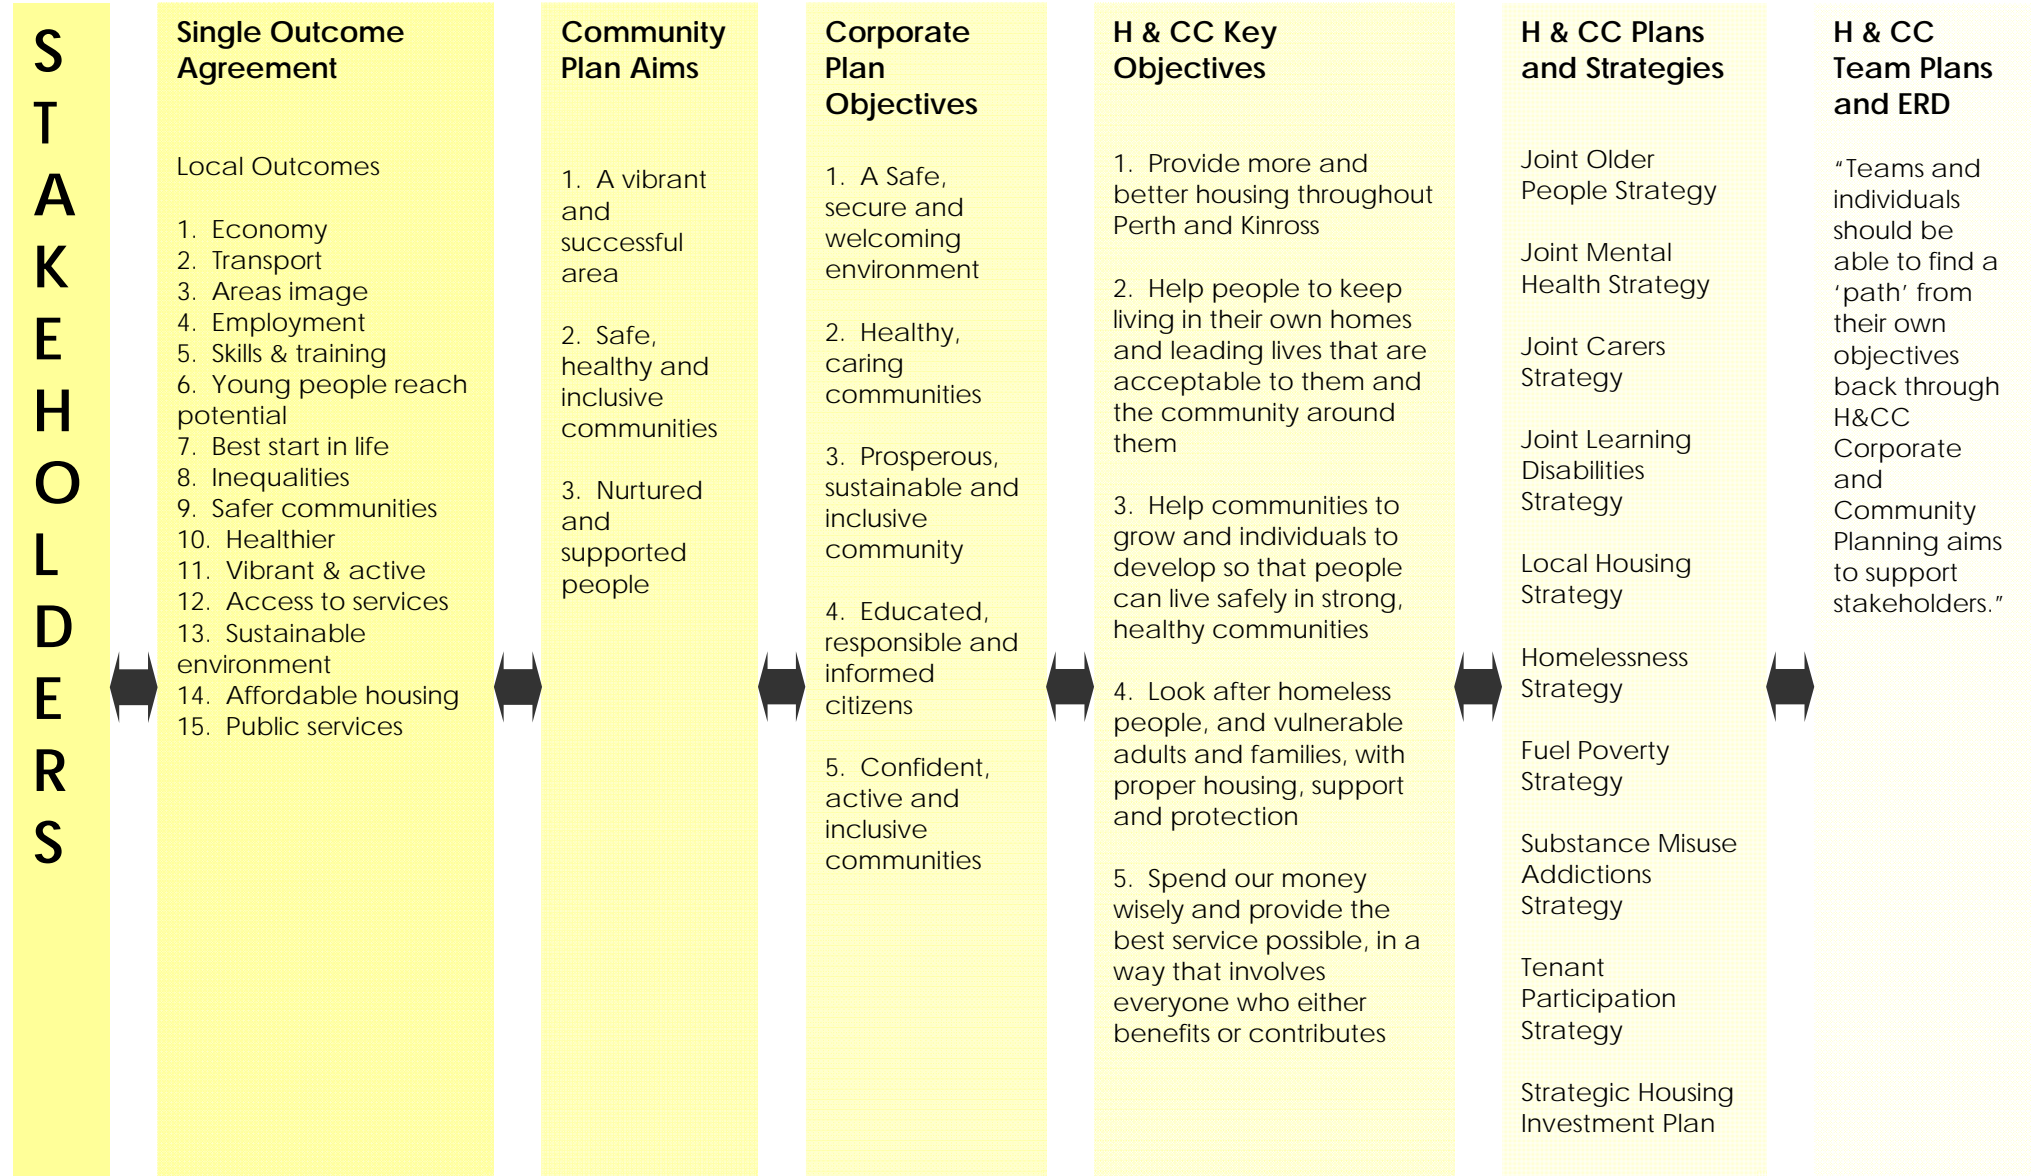 S
T
A
K
E
H
O
L
D
E
R
S
Single Outcome
Agreement
Local Outcomes
1. Economy
2. Transport
3. Areas image
4. Employment
5. Skills & training
6. Young people reach
potential
7. Best start in life
8. Inequalities
9. Safer communities
10. Healthier
11. Vibrant & active
12. Access to services
13. Sustainable
environment
14. Affordable housing
15. Public services
Community
Plan Aims
1. A vibrant
and
successful
area
2. Safe,
healthy and
inclusive
communities
3. Nurtured
and
supported
people
Corporate
Plan
Objectives
1. A Safe,
secure and
welcoming
environment
2. Healthy,
caring
communities
3. Prosperous,
sustainable and
inclusive
community
4. Educated,
responsible and
informed
citizens
5. Confident,
active and
inclusive
communities
H & CC Key
Objectives
1. Provide more and
better housing throughout
Perth and Kinross
2. Help people to keep
living in their own homes
and leading lives that are
acceptable to them and
the community around
them
3. Help communities to
grow and individuals to
develop so that people
can live safely in strong,
healthy communities
4. Look after homeless
people, and vulnerable
adults and families, with
proper housing, support
and protection
5. Spend our money
wisely and provide the
best service possible, in a
way that involves
everyone who either
benefits or contributes
H & CC Plans
and Strategies
Joint Older
People Strategy
Joint Mental
Health Strategy
Joint Carers
Strategy
Joint Learning
Disabilities
Strategy
Local Housing
Strategy
Homelessness
Strategy
Fuel Poverty
Strategy
Substance Misuse
Addictions
Strategy
Tenant
Participation
Strategy
Strategic Housing
Investment Plan
H & CC
Team Plans
and ERD
“Teams and
individuals
should be
able to find a
‘path’ from
their own
objectives
back through
H&CC
Corporate
and
Community
Planning aims
to support
stakeholders.”